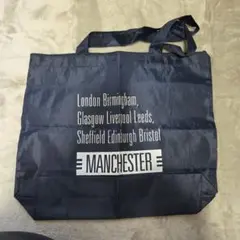 London Birmingham,
Glasgow Liverpool Leeds,
Sheffield Edinburgh Bristol
MANCHESTER